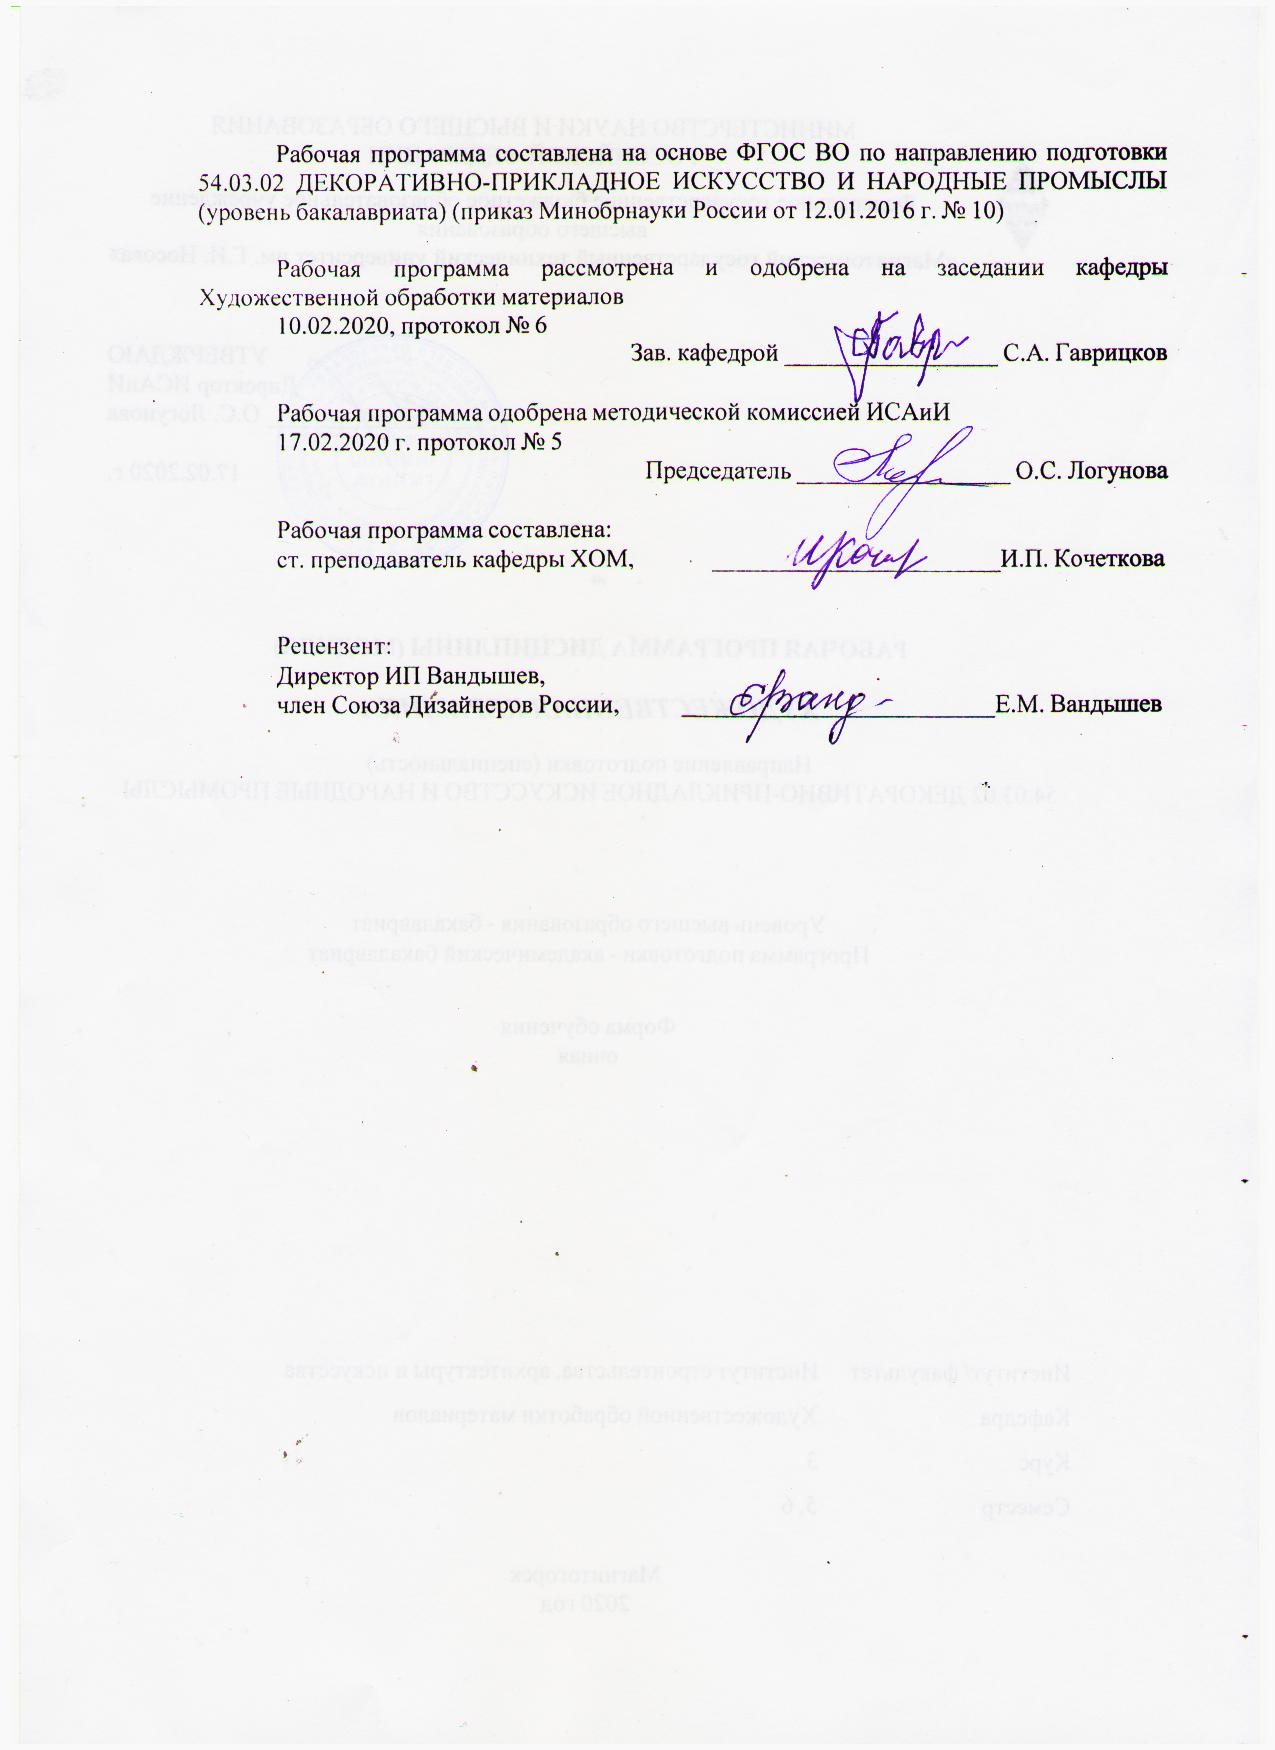 Рабочая программа составлена на основе ФГОС ВО по направлению подготовки
54.03.02 ДЕКОРАТИВНО-ПРИКЛАДНОЕ ИСКУССТВО И НАРОДНЫЕ ПРОМЫСЛЫ
(уровень бакалавриата) (приказ Минобрнауки России от 12.01.2016 г. № 10)
Рабочая программа рассмотрена и одобрена на заседании кафедры
Художественной обработки материалов
10.02.2020, протокол № 6
Зав. кафедрой С.А. Гаврицков
Рабочая программа одобрена методической комиссией ИСАиИ
17.02.2020 г. протокол № 5
Председатель О.С. Логунова
Рабочая программа составлена:
ст. преподаватель кафедры ХОМ, И.П. Кочеткова
Рецензент:
Директор ИП Вандышев,
член Союза Дизайнеров России, Е.М. Вандышев